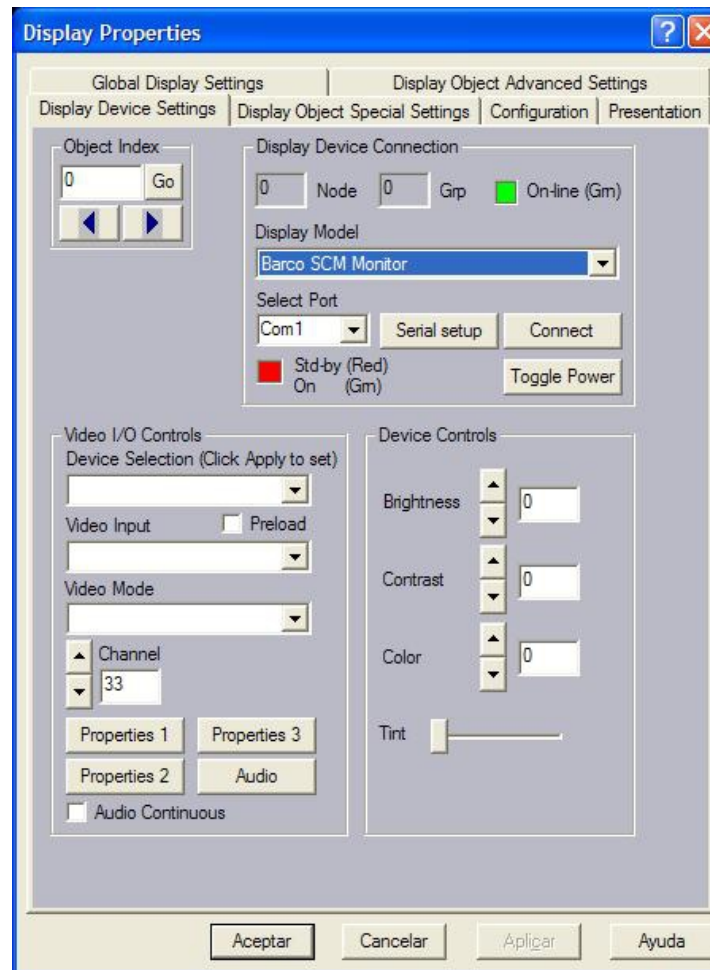 Display Properties
Global Display Settings
Display Object Advanced Settings
Display Device Settings
Display Object Special Settings
Configuration
Presentation
Object Index
0
Go
Display Device Connection
0 Node 0 Grp On-line (Grn)
Display Model
Barco SCM Monitor
Select Port
Com1 Serial setup Connect
Std-by (Red)
On (Grn)
Toggle Power
Video I/O Controls
Device Selection (Click Apply to set)
Video Input Preload
Video Mode
Channel
33
Properties 1 Properties 3
Properties 2 Audio
Audio Continuous
Device Controls
Brightness 0
Contrast 0
Color 0
Tint
Aceptar Cancelar Aplicar Ayuda